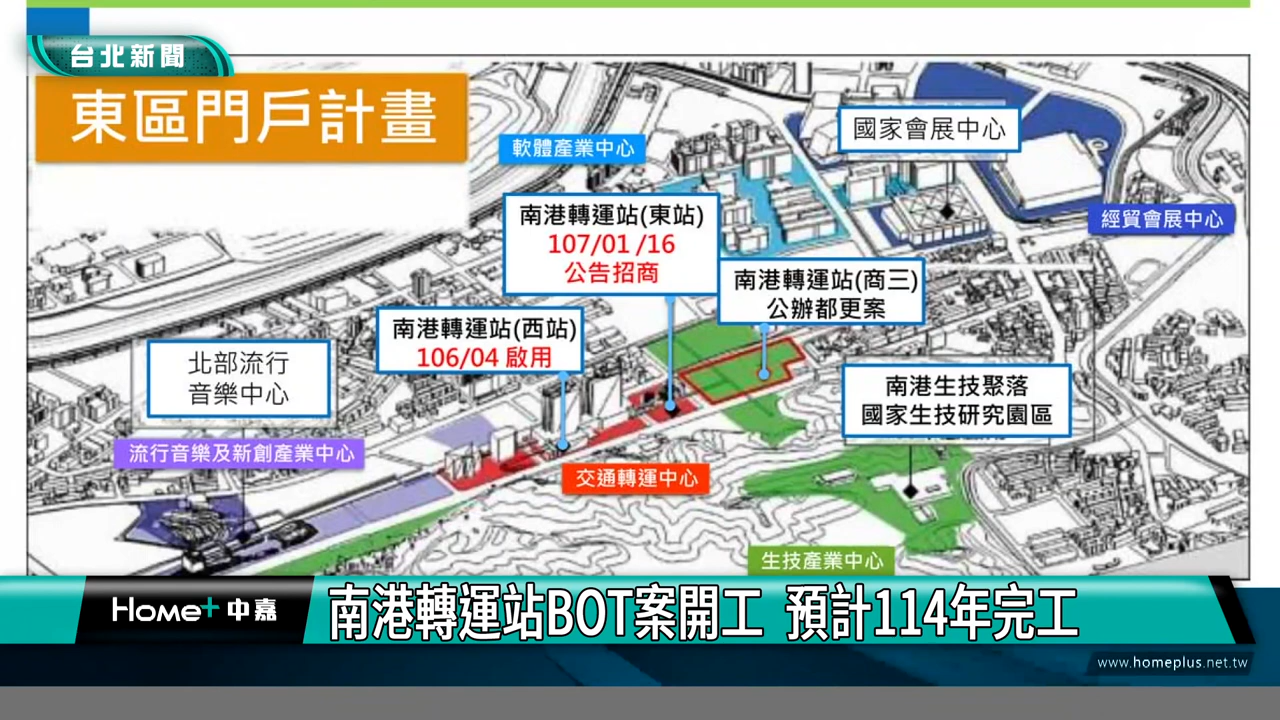 台北新聞
東區門戶計畫
軟體產業中心
國家會展中心
經貿會展中心
南港轉運站(東站)
107/01 /16
公告招商
南港轉運站(商三)
公辦都更案
南港轉運站(西站)
106/04 啟用
北部流行
音樂中心
南港生技聚落
國家生技研究園區
流行音樂及新創產業中心
交通轉運中心
生技產業中心
Home+ 中嘉
南港轉運站BOT案開工 預計114年完工
www.homeplus.net.tw